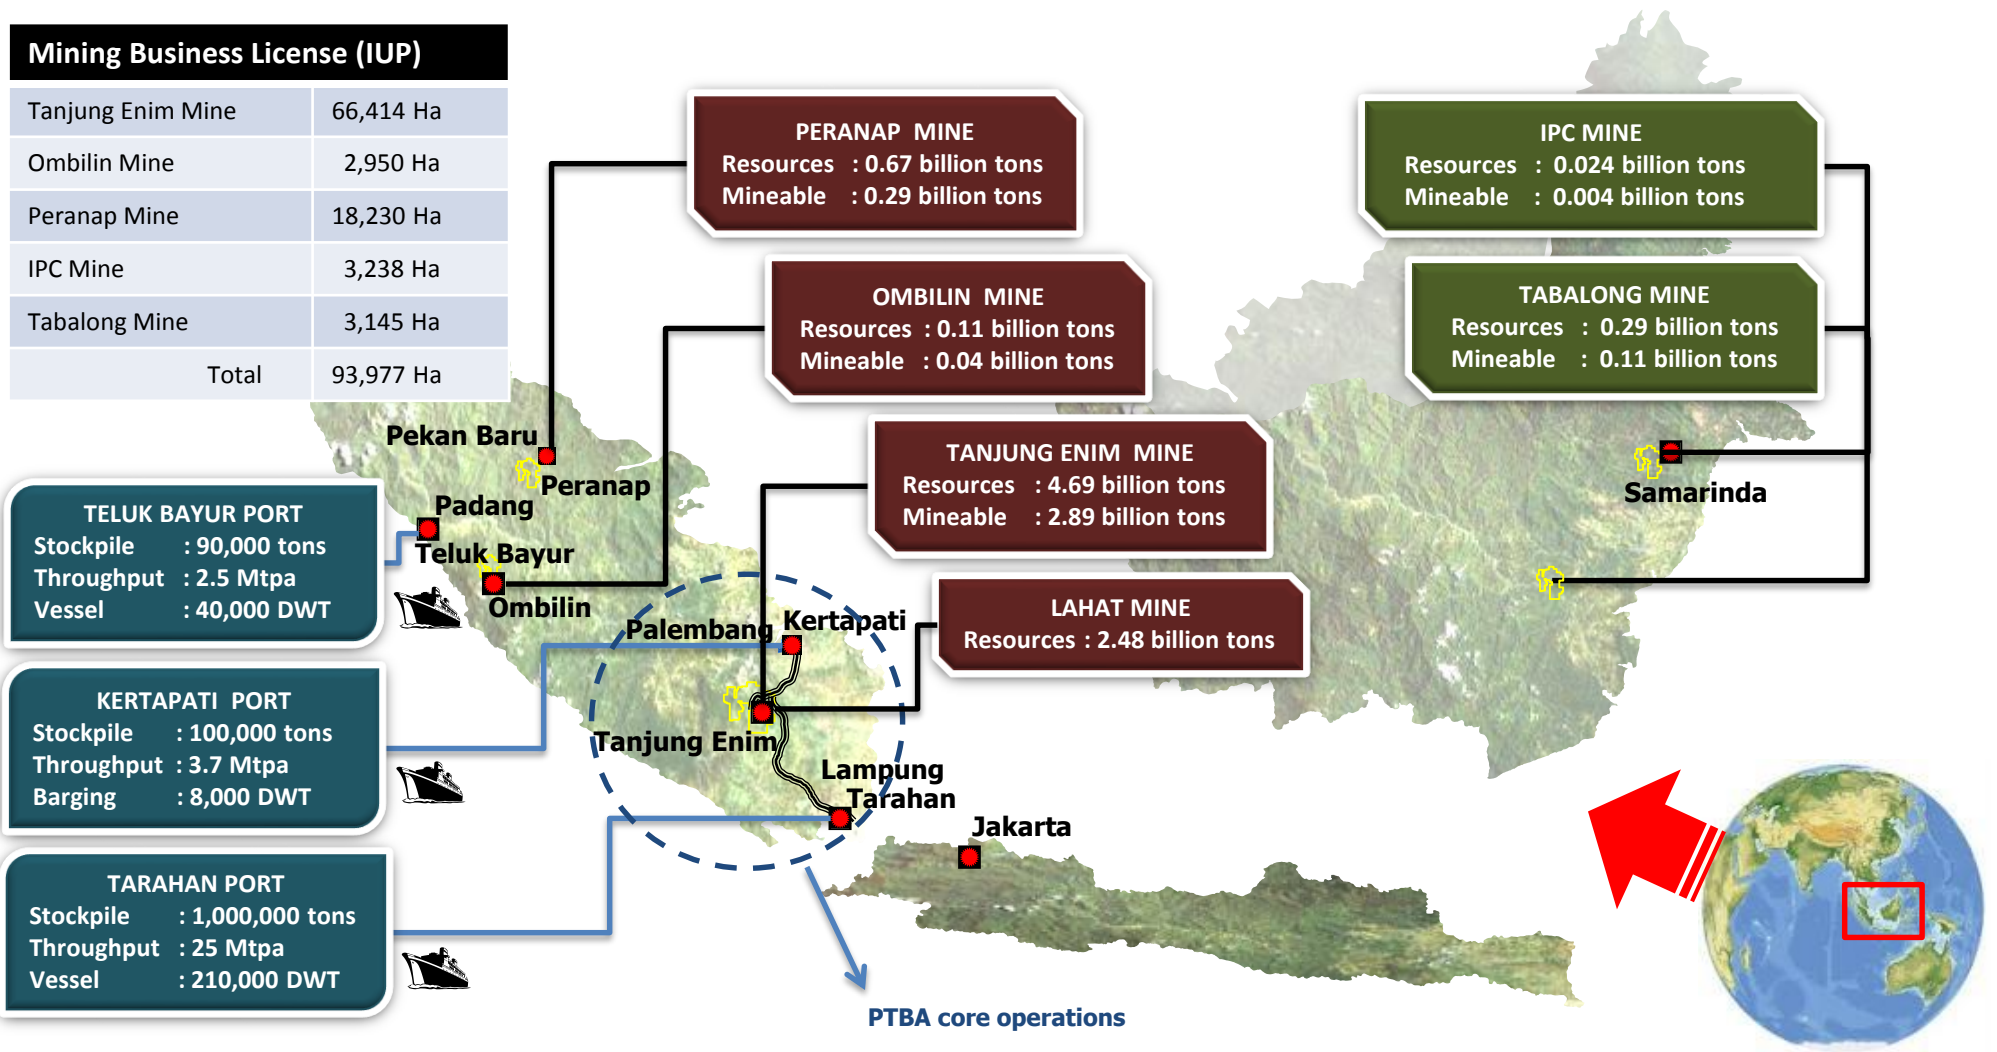 Mining Business License (IUP)
Tanjung Enim Mine 66,414 Ha
Ombilin Mine 2,950 Ha
Peranap Mine 18,230 Ha
IPC Mine 3,238 Ha
Tabalong Mine 3,145 Ha
Total 93,977 Ha
PERANAP MINE
Resources : 0.67 billion tons
Mineable : 0.29 billion tons
IPC MINE
Resources : 0.024 billion tons
Mineable : 0.004 billion tons
OMBILIN MINE
Resources : 0.11 billion tons
Mineable : 0.04 billion tons
TABALONG MINE
Resources : 0.29 billion tons
Mineable : 0.11 billion tons
TANJUNG ENIM MINE
Resources : 4.69 billion tons
Mineable : 2.89 billion tons
LAHAT MINE
Resources : 2.48 billion tons
TELUK BAYUR PORT
Stockpile : 90,000 tons
Throughput : 2.5 Mtpa
Vessel : 40,000 DWT
KERTAPATI PORT
Stockpile : 100,000 tons
Throughput : 3.7 Mtpa
Barging : 8,000 DWT
TARAHAN PORT
Stockpile : 1,000,000 tons
Throughput : 25 Mtpa
Vessel : 210,000 DWT
Pekan Baru
Peranap
Padang
Teluk Bayur
Ombilin
Palembang
Kertapati
Tanjung Enim
Lampung
Tarahan
Jakarta
Samarinda
PTBA core operations